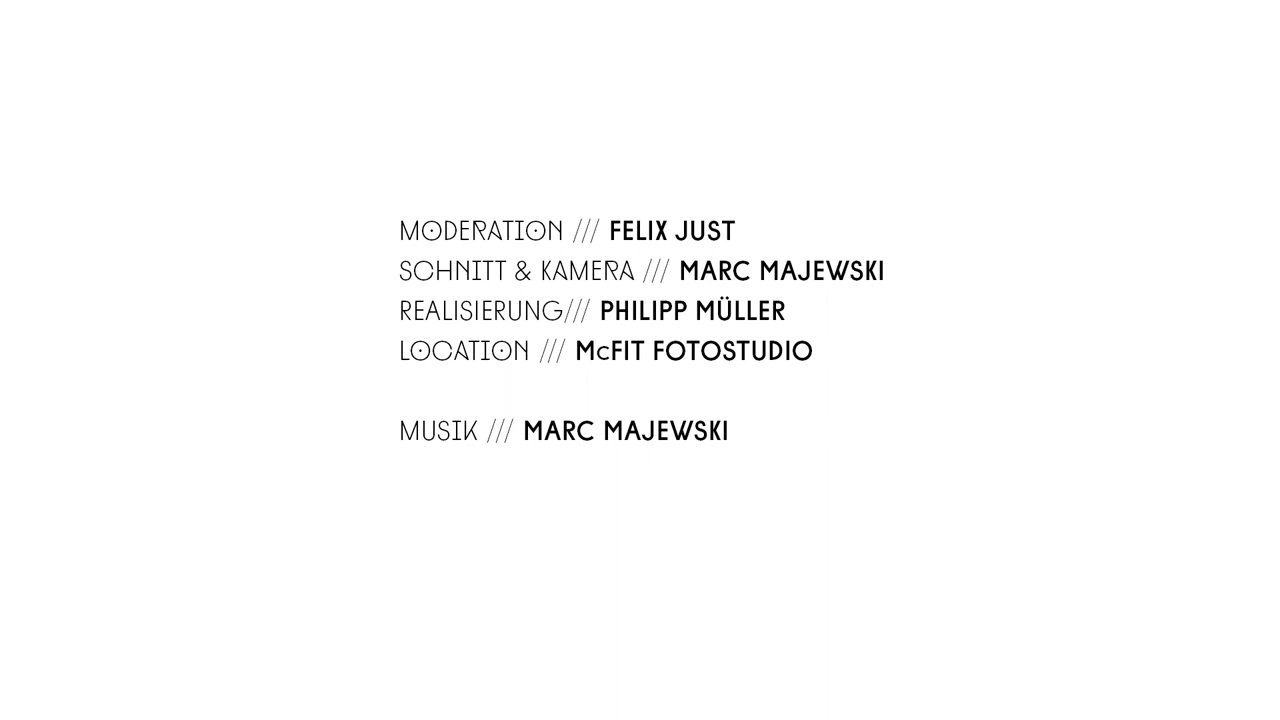 MODERATION /// FELIX JUST
SCHNITT & KAMERA /// MARC MAJEWSKI
REALISIERUNG/// PHILIPP MÜLLER
LOCATION /// McFIT FOTOSTUDIO
MUSIK /// MARC MAJEWSKI